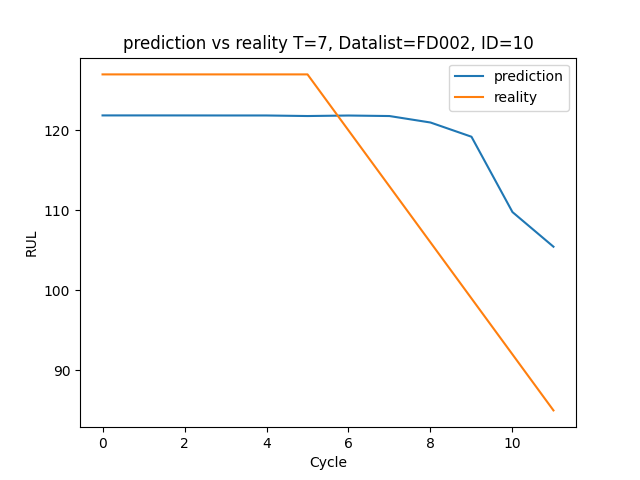 prediction vs reality T=7, Datalist=FD002, ID=10
prediction
reality
120
110
100
90
RUL
0 2 4 6 8 10
Cycle